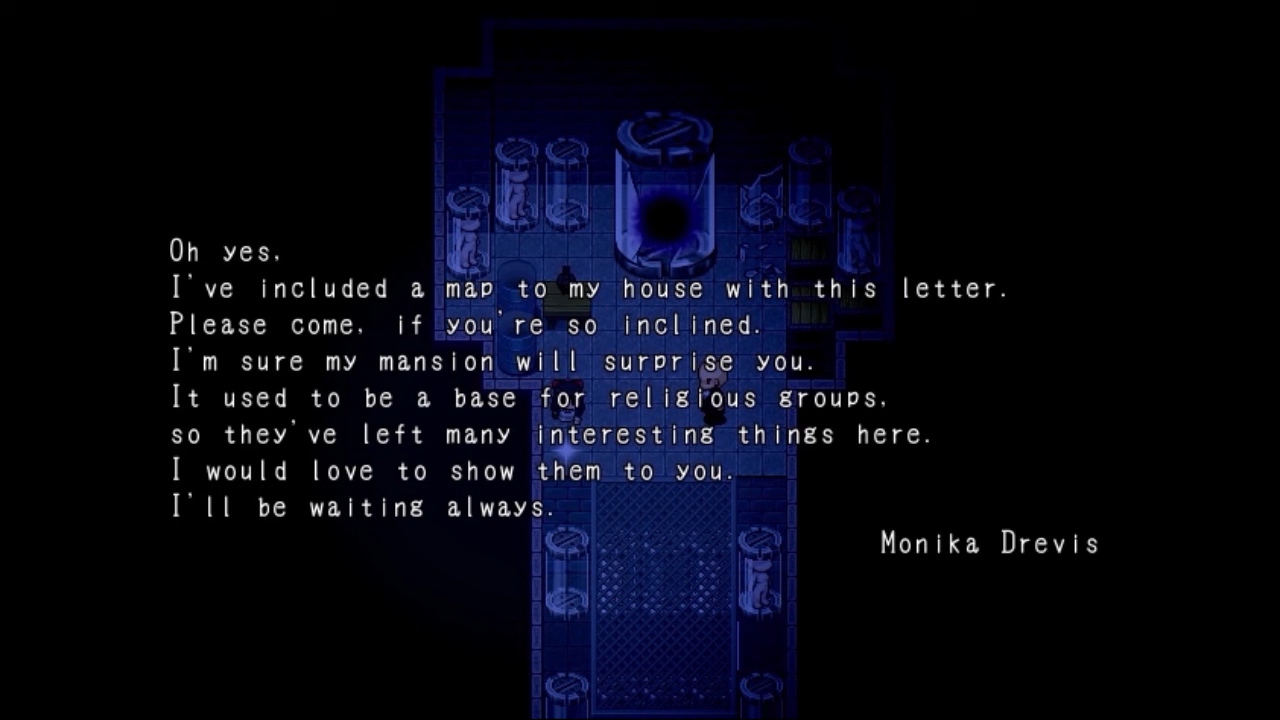 Oh yes,
I've included a map to my house with this letter.
Please come, if you're so inclined.
I'm sure my mansion will surprise you.
It used to be a base for religious groups,
so they've left many interesting things here.
I would love to show them to you.
I'll be waiting always.
Monika Drevis